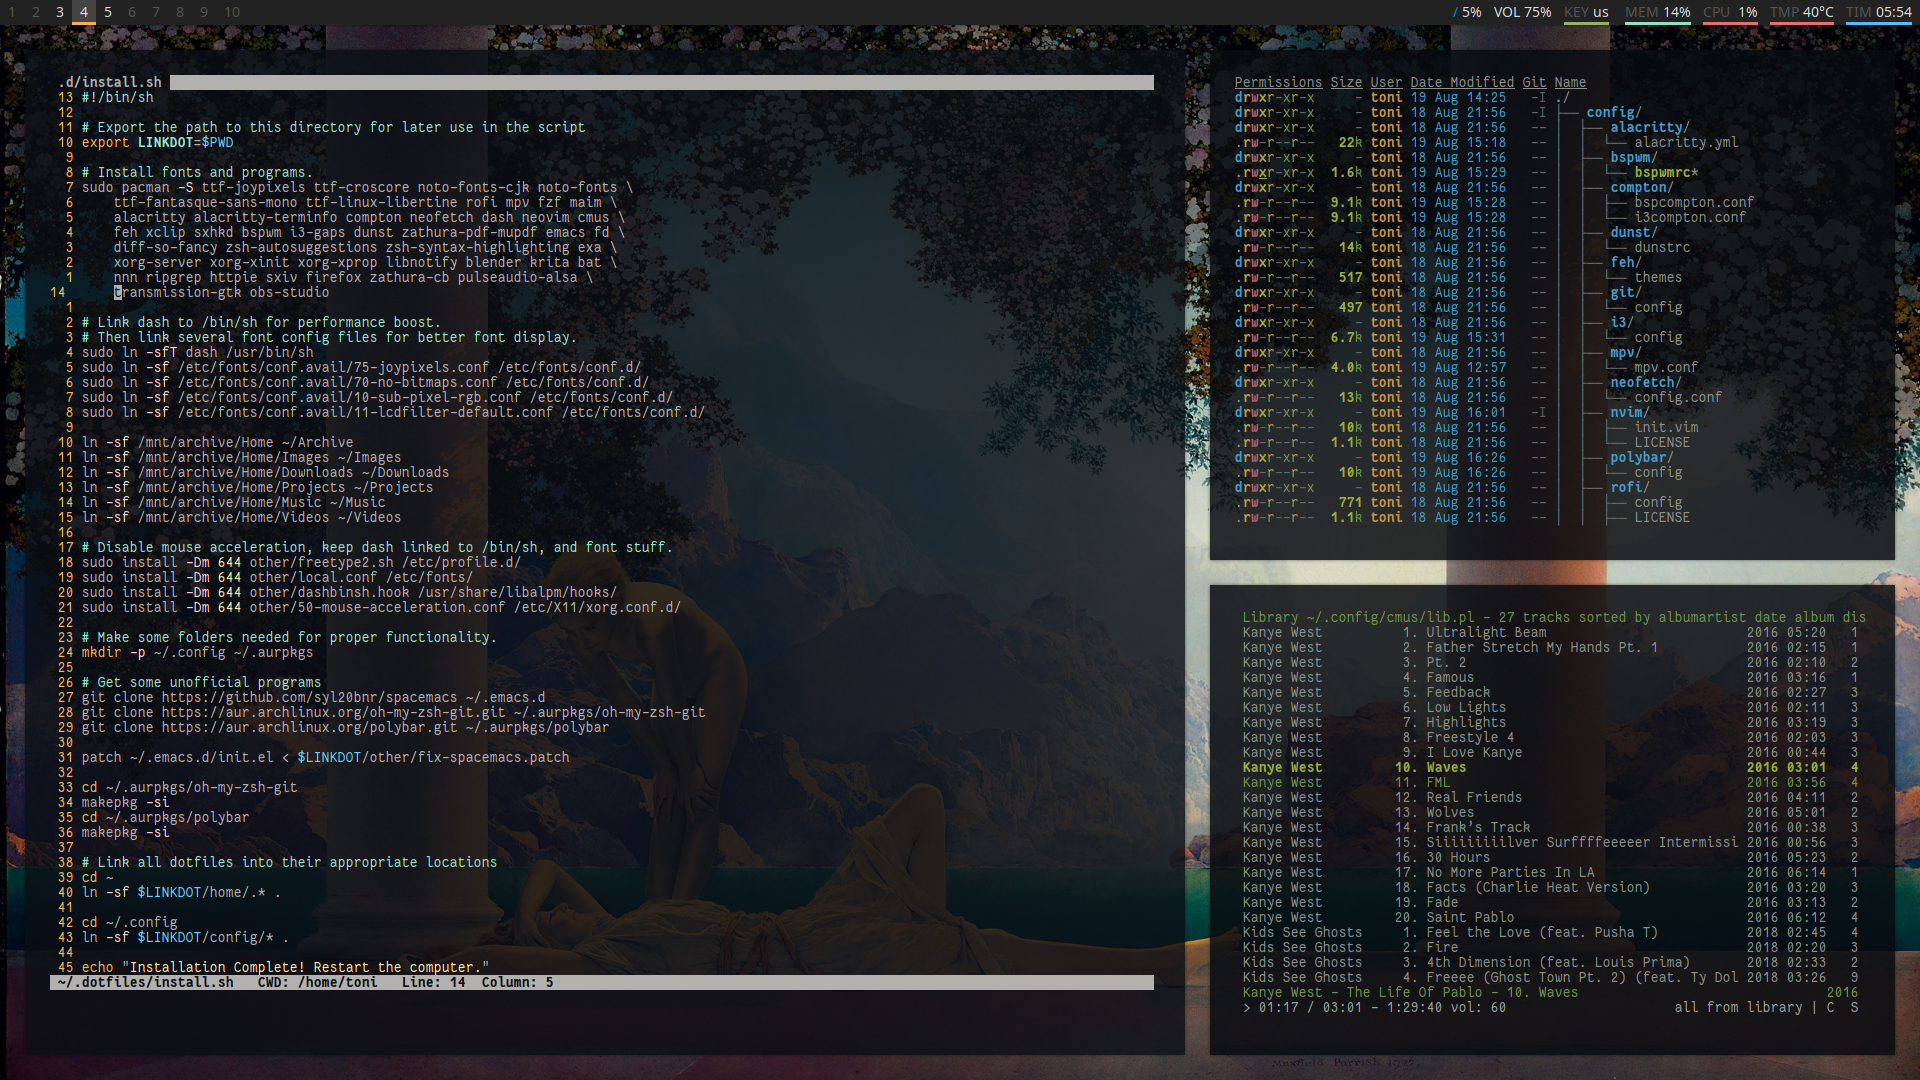 1 2 3 4 5 6 7 8 9 10
/ 5% VOL 75% KEY us MEM 14% CPU 1% TMP 40°C TIM 05:54
.d/install.sh
13 #!/bin/sh
12
11 # Export the path to this directory for later use in the script
10 export LINKDOT=$PWD
9
8 # Install fonts and programs.
7 sudo pacman -S ttf-joypixels ttf-croscore noto-fonts-cjk noto-fonts \
6 ttf-fantasque-sans-mono ttf-linux-libertine rofi mpv fzf maim \
5 alacritty alacritty-terminfo compton neofetch dash neovim cmus \
4 feh xclip sxhkd bspwm i3-gaps dunst zathura-pdf-mupdf emacs fd \
3 diff-so-fancy zsh-autosuggestions zsh-syntax-highlighting exa \
2 xorg-server xorg-xinit xorg-xprop libnotify blender krita bat \
1 nnn ripgrep httpie sxiv firefox zathura-cb pulseaudio-alsa \
14 transmission-gtk obs-studio
1
2 # Link dash to /bin/sh for performance boost.
3 # Then link several font config files for better font display.
4 sudo ln -sfT dash /usr/bin/sh
5 sudo ln -sf /etc/fonts/conf.avail/75-joypixels.conf /etc/fonts/conf.d/
6 sudo ln -sf /etc/fonts/conf.avail/70-no-bitmaps.conf /etc/fonts/conf.d/
7 sudo ln -sf /etc/fonts/conf.avail/10-sub-pixel-rgb.conf /etc/fonts/conf.d/
8 sudo ln -sf /etc/fonts/conf.avail/11-lcdfilter-default.conf /etc/fonts/conf.d/
9
10 ln -sf /mnt/archive/Home ~/Archive
11 ln -sf /mnt/archive/Home/Images ~/Images
12 ln -sf /mnt/archive/Home/Downloads ~/Downloads
13 ln -sf /mnt/archive/Home/Projects ~/Projects
14 ln -sf /mnt/archive/Home/Music ~/Music
15 ln -sf /mnt/archive/Home/Videos ~/Videos
16
17 # Disable mouse acceleration, keep dash linked to /bin/sh, and font stuff.
18 sudo install -Dm 644 other/freetype2.sh /etc/profile.d/
19 sudo install -Dm 644 other/local.conf /etc/fonts/
20 sudo install -Dm 644 other/dashbinsh.hook /usr/share/libalpm/hooks/
21 sudo install -Dm 644 other/50-mouse-acceleration.conf /etc/X11/xorg.conf.d/
22
23 # Make some folders needed for proper functionality.
24 mkdir -p ~/.config ~/.aurpkgs
25
26 # Get some unofficial programs
27 git clone https://github.com/syl20bnr/spacemacs ~/.emacs.d
28 git clone https://aur.archlinux.org/oh-my-zsh-git.git ~/.aurpkgs/oh-my-zsh-git
29 git clone https://aur.archlinux.org/polybar.git ~/.aurpkgs/polybar
30
31 patch ~/.emacs.d/init.el < $LINKDOT/other/fix-spacemacs.patch
32
33 cd ~/.aurpkgs/oh-my-zsh-git
34 makepkg -si
35 cd ~/.aurpkgs/polybar
36 makepkg -si
37
38 # Link all dotfiles into their appropriate locations
39 cd ~
40 ln -sf $LINKDOT/home/.* .
41
42 cd ~/.config
43 ln -sf $LINKDOT/config/* .
44
45 echo "Installation Complete! Restart the computer."
~/.dotfiles/install.sh CWD: /home/toni Line: 14 Column: 5
Permissions Size User Date Modified Git Name
drwxr-xr-x - toni 19 Aug 14:25 -I ./
drwxr-xr-x - toni 18 Aug 21:56 -I ├── config/
drwxr-xr-x - toni 18 Aug 21:56 -- │ ├── alacritty/
.rw-r--r-- 22k toni 19 Aug 15:18 -- │ │ └── alacritty.yml
drwxr-xr-x - toni 18 Aug 21:56 -- │ ├── bspwm/
.rwxr-xr-x 1.6k toni 19 Aug 15:29 -- │ │ └── bspwmrc*
drwxr-xr-x - toni 18 Aug 21:56 -- │ ├── compton/
.rw-r--r-- 9.1k toni 19 Aug 15:28 -- │ │ ├── bspcompton.conf
.rw-r--r-- 9.1k toni 19 Aug 15:28 -- │ │ └── i3compton.conf
drwxr-xr-x - toni 18 Aug 21:56 -- │ ├── dunst/
.rw-r--r-- 14k toni 18 Aug 21:56 -- │ │ └── dunstrc
drwxr-xr-x - toni 18 Aug 21:56 -- │ ├── feh/
.rw-r--r-- 517 toni 18 Aug 21:56 -- │ │ └── themes
drwxr-xr-x - toni 18 Aug 21:56 -- │ ├── git/
.rw-r--r-- 497 toni 18 Aug 21:56 -- │ │ └── config
drwxr-xr-x - toni 18 Aug 21:56 -- │ ├── i3/
.rw-r--r-- 6.7k toni 19 Aug 15:31 -- │ │ └── config
drwxr-xr-x - toni 18 Aug 21:56 -- │ ├── mpv/
.rw-r--r-- 4.0k toni 19 Aug 12:57 -- │ │ └── mpv.conf
drwxr-xr-x - toni 18 Aug 21:56 -- │ ├── neofetch/
.rw-r--r-- 13k toni 18 Aug 21:56 -- │ │ └── config.conf
drwxr-xr-x - toni 19 Aug 16:01 -I │ ├── nvim/
.rw-r--r-- 10k toni 18 Aug 21:56 -- │ │ ├── init.vim
.rw-r--r-- 1.1k toni 18 Aug 21:56 -- │ │ └── LICENSE
drwxr-xr-x - toni 19 Aug 16:26 -- │ ├── polybar/
.rw-r--r-- 10k toni 19 Aug 16:26 -- │ │ └── config
drwxr-xr-x - toni 18 Aug 21:56 -- │ ├── rofi/
.rw-r--r-- 771 toni 18 Aug 21:56 -- │ │ ├── config
.rw-r--r-- 1.1k toni 18 Aug 21:56 -- │ │ ├── LICENSE
Library ~/.config/cmus/lib.pl - 27 tracks sorted by albumartist date album dis
Kanye West 1. Ultralight Beam 2016 05:20 1
Kanye West 2. Father Stretch My Hands Pt. 1 2016 02:15 1
Kanye West 3. Pt. 2 2016 02:10 2
Kanye West 4. Famous 2016 03:16 1
Kanye West 5. Feedback 2016 02:27 3
Kanye West 6. Low Lights 2016 02:11 3
Kanye West 7. Highlights 2016 03:19 3
Kanye West 8. Freestyle 4 2016 02:03 3
Kanye West 9. I Love Kanye 2016 00:44 3
Kanye West 10. Waves 2016 03:01 4
Kanye West 11. FML 2016 03:56 4
Kanye West 12. Real Friends 2016 04:11 2
Kanye West 13. Wolves 2016 05:01 2
Kanye West 14. Frank's Track 2016 00:38 3
Kanye West 15. Siiiiiiiiilver Surffffeeeeer Intermissi 2016 00:56 3
Kanye West 16. 30 Hours 2016 05:23 2
Kanye West 17. No More Parties In LA 2016 06:14 1
Kanye West 18. Facts (Charlie Heat Version) 2016 03:20 3
Kanye West 19. Fade 2016 03:13 2
Kanye West 20. Saint Pablo 2016 06:12 4
Kids See Ghosts 1. Feel the Love (feat. Pusha T) 2018 02:45 4
Kids See Ghosts 2. Fire 2018 02:20 3
Kids See Ghosts 3. 4th Dimension (feat. Louis Prima) 2018 02:33 2
Kids See Ghosts 4. Freeee (Ghost Town Pt. 2) (feat. Ty Dol 2018 03:26 9
Kanye West - The Life Of Pablo - 10. Waves 2016
> 01:17 / 03:01 - 1:29:40 vol: 60 all from library | C S
Maxfield Parrish